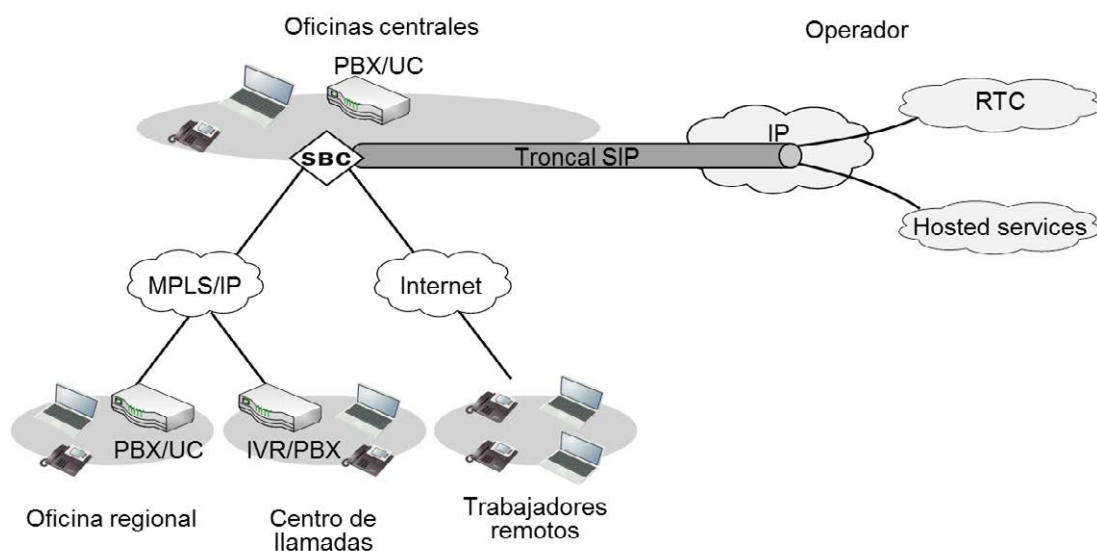 Oficinas centrales
Operador
PBX/UC
RTC
IP
SBC
Troncal SIP
Hosted services
MPLS/IP
Internet
PBX/UC
IVR/PBX
Oficina regional
Centro de
llamadas
Trabajadores
remotos